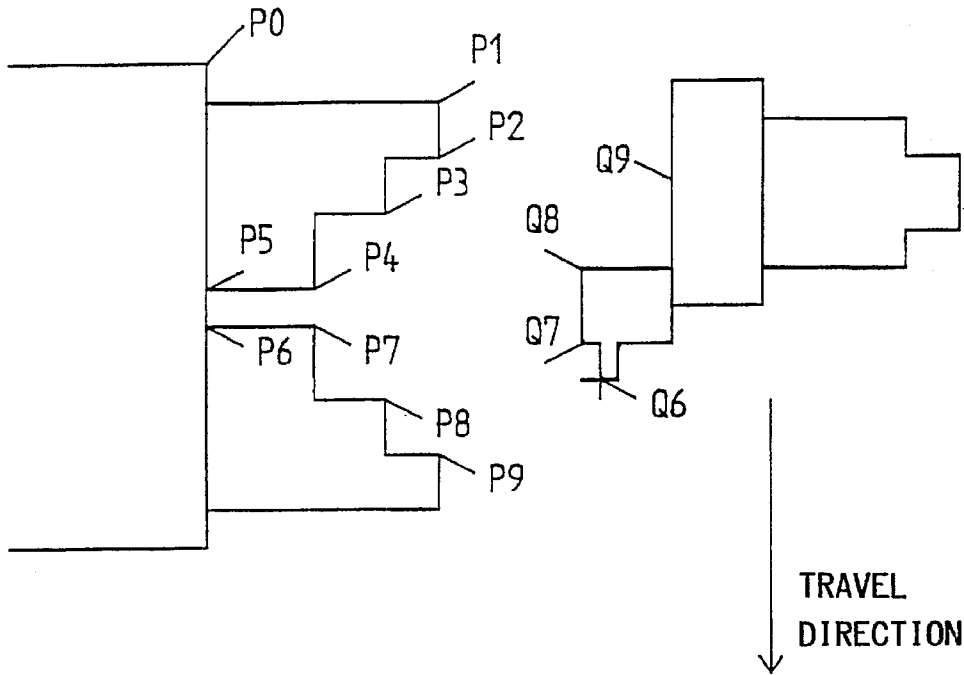 P0
P1
P2
P3
P5
P4
P6
P7
P8
P9
Q9
Q8
Q7
Q6
TRAVEL
DIRECTION